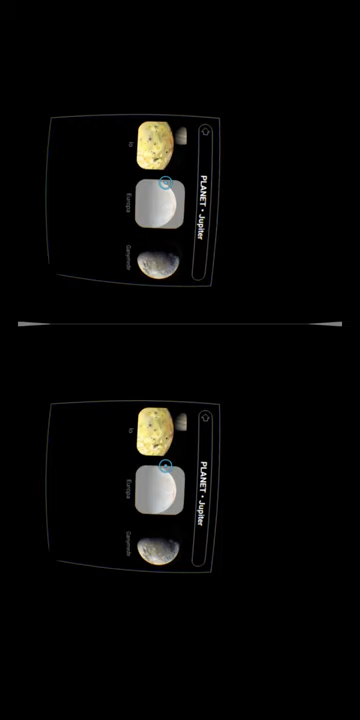 PLANET • Jupiter
Io
Europa
Ganymede
PLANET • Jupiter
Io
Europa
Ganymede